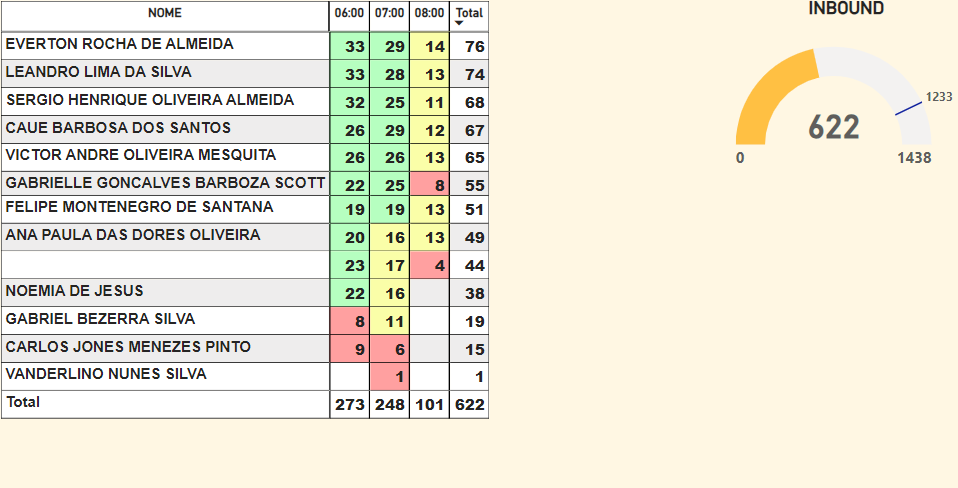 NOME 06:00 07:00 08:00 Total
EVERTON ROCHA DE ALMEIDA 33 29 14 76
LEANDRO LIMA DA SILVA 33 28 13 74
SERGIO HENRIQUE OLIVEIRA ALMEIDA 32 25 11 68
CAUE BARBOSA DOS SANTOS 26 29 12 67
VICTOR ANDRE OLIVEIRA MESQUITA 26 26 13 65
GABRIELLE GONCALVES BARBOZA SCOTT 22 25 8 55
FELIPE MONTENEGRO DE SANTANA 19 19 13 51
ANA PAULA DAS DORES OLIVEIRA 20 16 13 49
23 17 4 44
NOEMIA DE JESUS 22 16 38
GABRIEL BEZERRA SILVA 8 11 19
CARLOS JONES MENEZES PINTO 9 6 15
VANDERLINO NUNES SILVA 1 1
Total 273 248 101 622
INBOUND
1233
622
0 1438